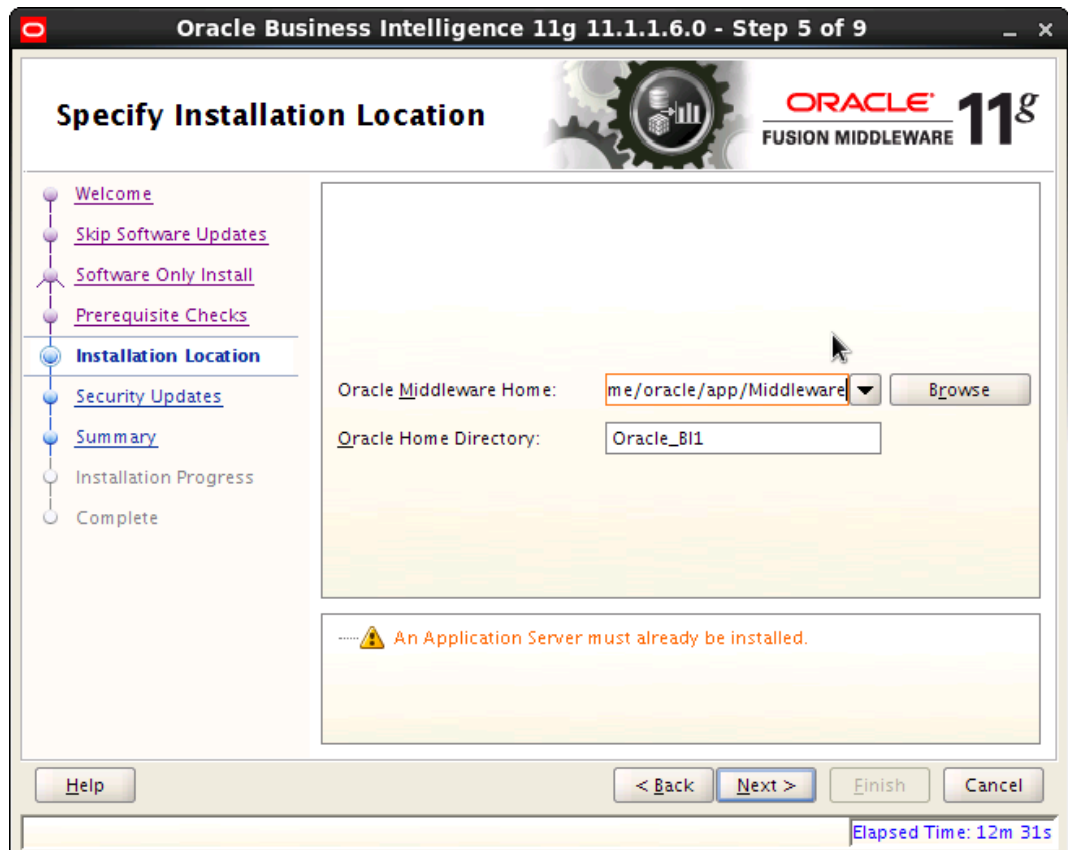 Oracle Business Intelligence 11g 11.1.1.6.0 - Step 5 of 9
Specify Installation Location
ORACLE
FUSION MIDDLEWARE 11g
Welcome
Skip Software Updates
Software Only Install
Prerequisite Checks
Installation Location
Security Updates
Summary
Installation Progress
Complete
Oracle Middleware Home: me/oracle/app/Middleware Browse
Oracle Home Directory: Oracle_BI1
An Application Server must already be installed.
Help < Back Next > Finish Cancel
Elapsed Time: 12m 31s